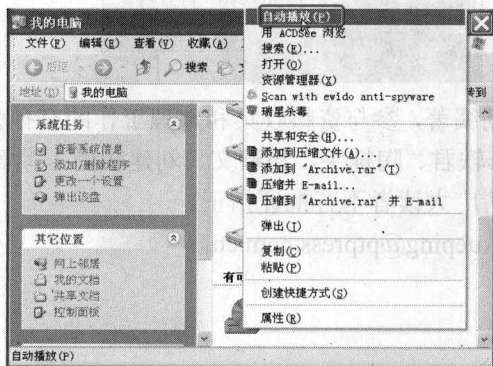 我的电脑
文件(F) 编辑(E) 查看(V) 收藏(A)
后退 搜索
地址(D) 我的电脑 转到
系统任务
查看系统信息
添加/删除程序
更改一个设置
弹出该盘
其它位置
网上邻居
我的文档
共享文档
控制面板
有可
自动播放(P)
用 ACDSee 浏览
搜索(E)...
打开(O)
资源管理器(X)
Scan with ewido anti-spyware
瑞星杀毒
共享和安全(H)...
添加到压缩文件(A)...
添加到 "Archive.rar"(T)
压缩并 E-mail...
压缩到 "Archive.rar" 并 E-mail
弹出(J)
复制(C)
粘贴(P)
创建快捷方式(S)
属性(R)
自动播放(P)